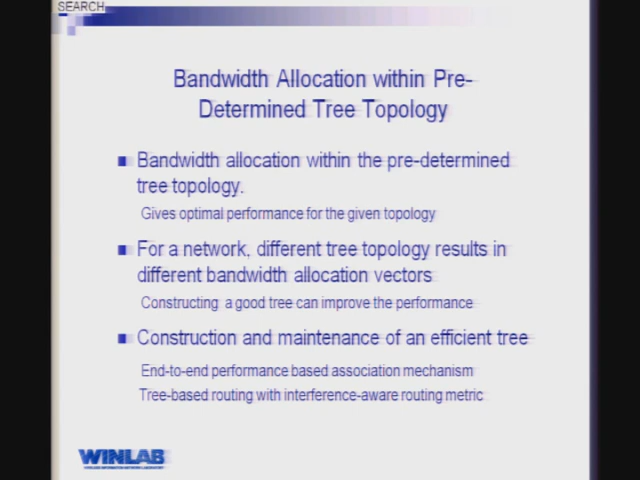 SEARCH
Bandwidth Allocation within Pre-
Determined Tree Topology
Bandwidth allocation within the pre-determined
tree topology.
Gives optimal performance for the given topology
For a network, different tree topology results in
different bandwidth allocation vectors
Constructing a good tree can improve the performance
Construction and maintenance of an efficient tree
End-to-end performance based association mechanism
Tree-based routing with interference-aware routing metric
WINLAB